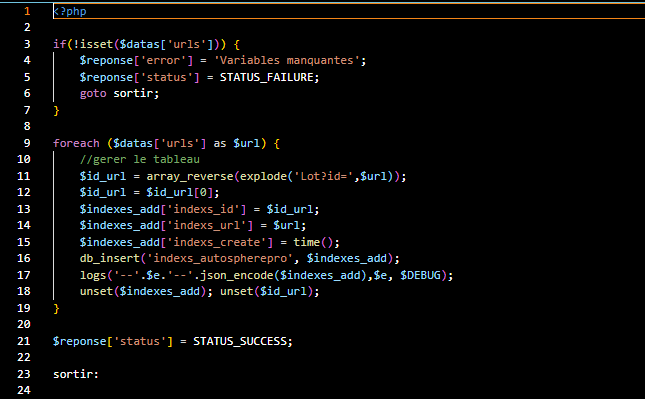 1 <?php
2
3 if(!isset($datas['urls'])) {
4     $reponse['error'] = 'Variables manquantes';
5     $reponse['status'] = STATUS_FAILURE;
6     goto sortir;
7 }
8
9 foreach ($datas['urls'] as $url) {
10     //gerer le tableau
11     $id_url = array_reverse(explode('Lot?id=',$url));
12     $id_url = $id_url[0];
13     $indexes_add['indexs_id'] = $id_url;
14     $indexes_add['indexs_url'] = $url;
15     $indexes_add['indexs_create'] = time();
16     db_insert('indexs_autospherepro', $indexes_add);
17     logs('--'.$e.'--'.json_encode($indexes_add),$e, $DEBUG);
18     unset($indexes_add); unset($id_url);
19 }
20
21 $reponse['status'] = STATUS_SUCCESS;
22
23 sortir:
24